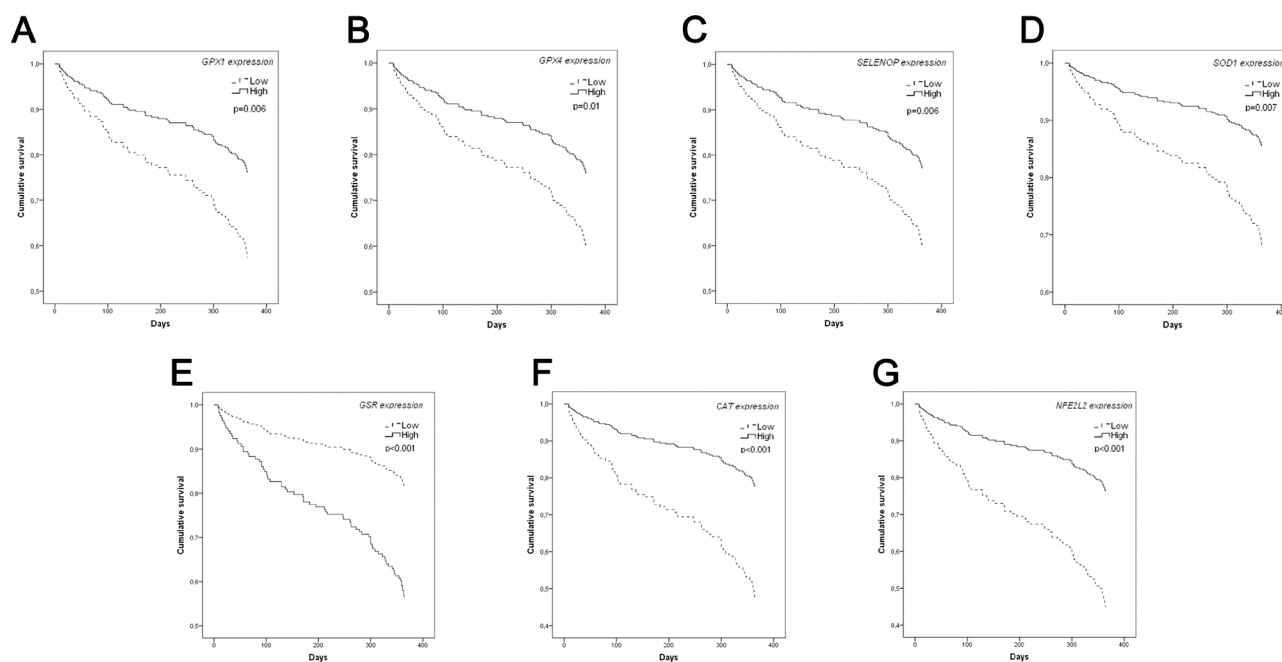 A
GPX1 expression
Low
High
p=0.006
1,0
0,9
0,8
0,7
0,6
0,5
Cumulative survival
0
100
200
300
400
Days
B
GPX4 expression
Low
High
p=0.01
1,0
0,9
0,8
0,7
0,6
0,5
Cumulative survival
0
100
200
300
400
Days
C
SELENOP expression
Low
High
p=0.006
1,0
0,9
0,8
0,7
0,6
0,5
Cumulative survival
0
100
200
300
400
Days
D
SOD1 expression
Low
High
p=0.007
1,0
0,9
0,8
0,7
0,6
Cumulative survival
0
100
200
300
400
Days
E
GSR expression
Low
High
p<0.001
1,0
0,9
0,8
0,7
0,6
0,5
Cumulative survival
0
100
200
300
400
Days
F
CAT expression
Low
High
p<0.001
1,0
0,9
0,8
0,7
0,6
0,5
0,4
Cumulative survival
0
100
200
300
400
Days
G
NFE2L2 expression
Low
High
p<0.001
1,0
0,9
0,8
0,7
0,6
0,5
0,4
Cumulative survival
0
100
200
300
400
Days